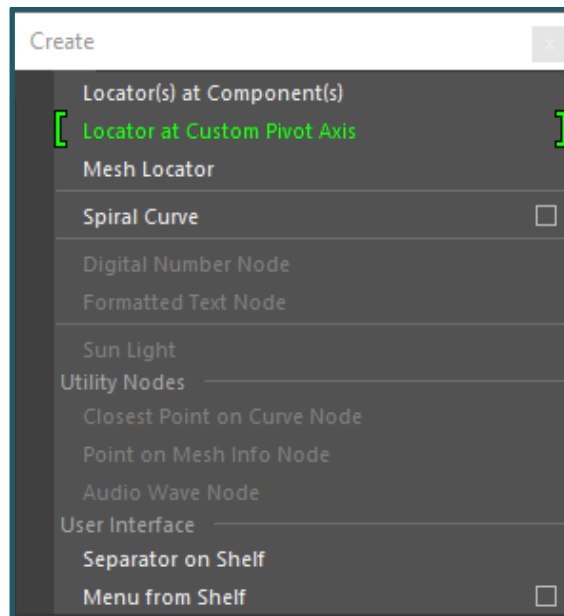 Create
Locator(s) at Component(s)
Locator at Custom Pivot Axis
Mesh Locator
Spiral Curve
Digital Number Node
Formatted Text Node
Sun Light
Utility Nodes
Closest Point on Curve Node
Point on Mesh Info Node
Audio Wave Node
User Interface
Separator on Shelf
Menu from Shelf